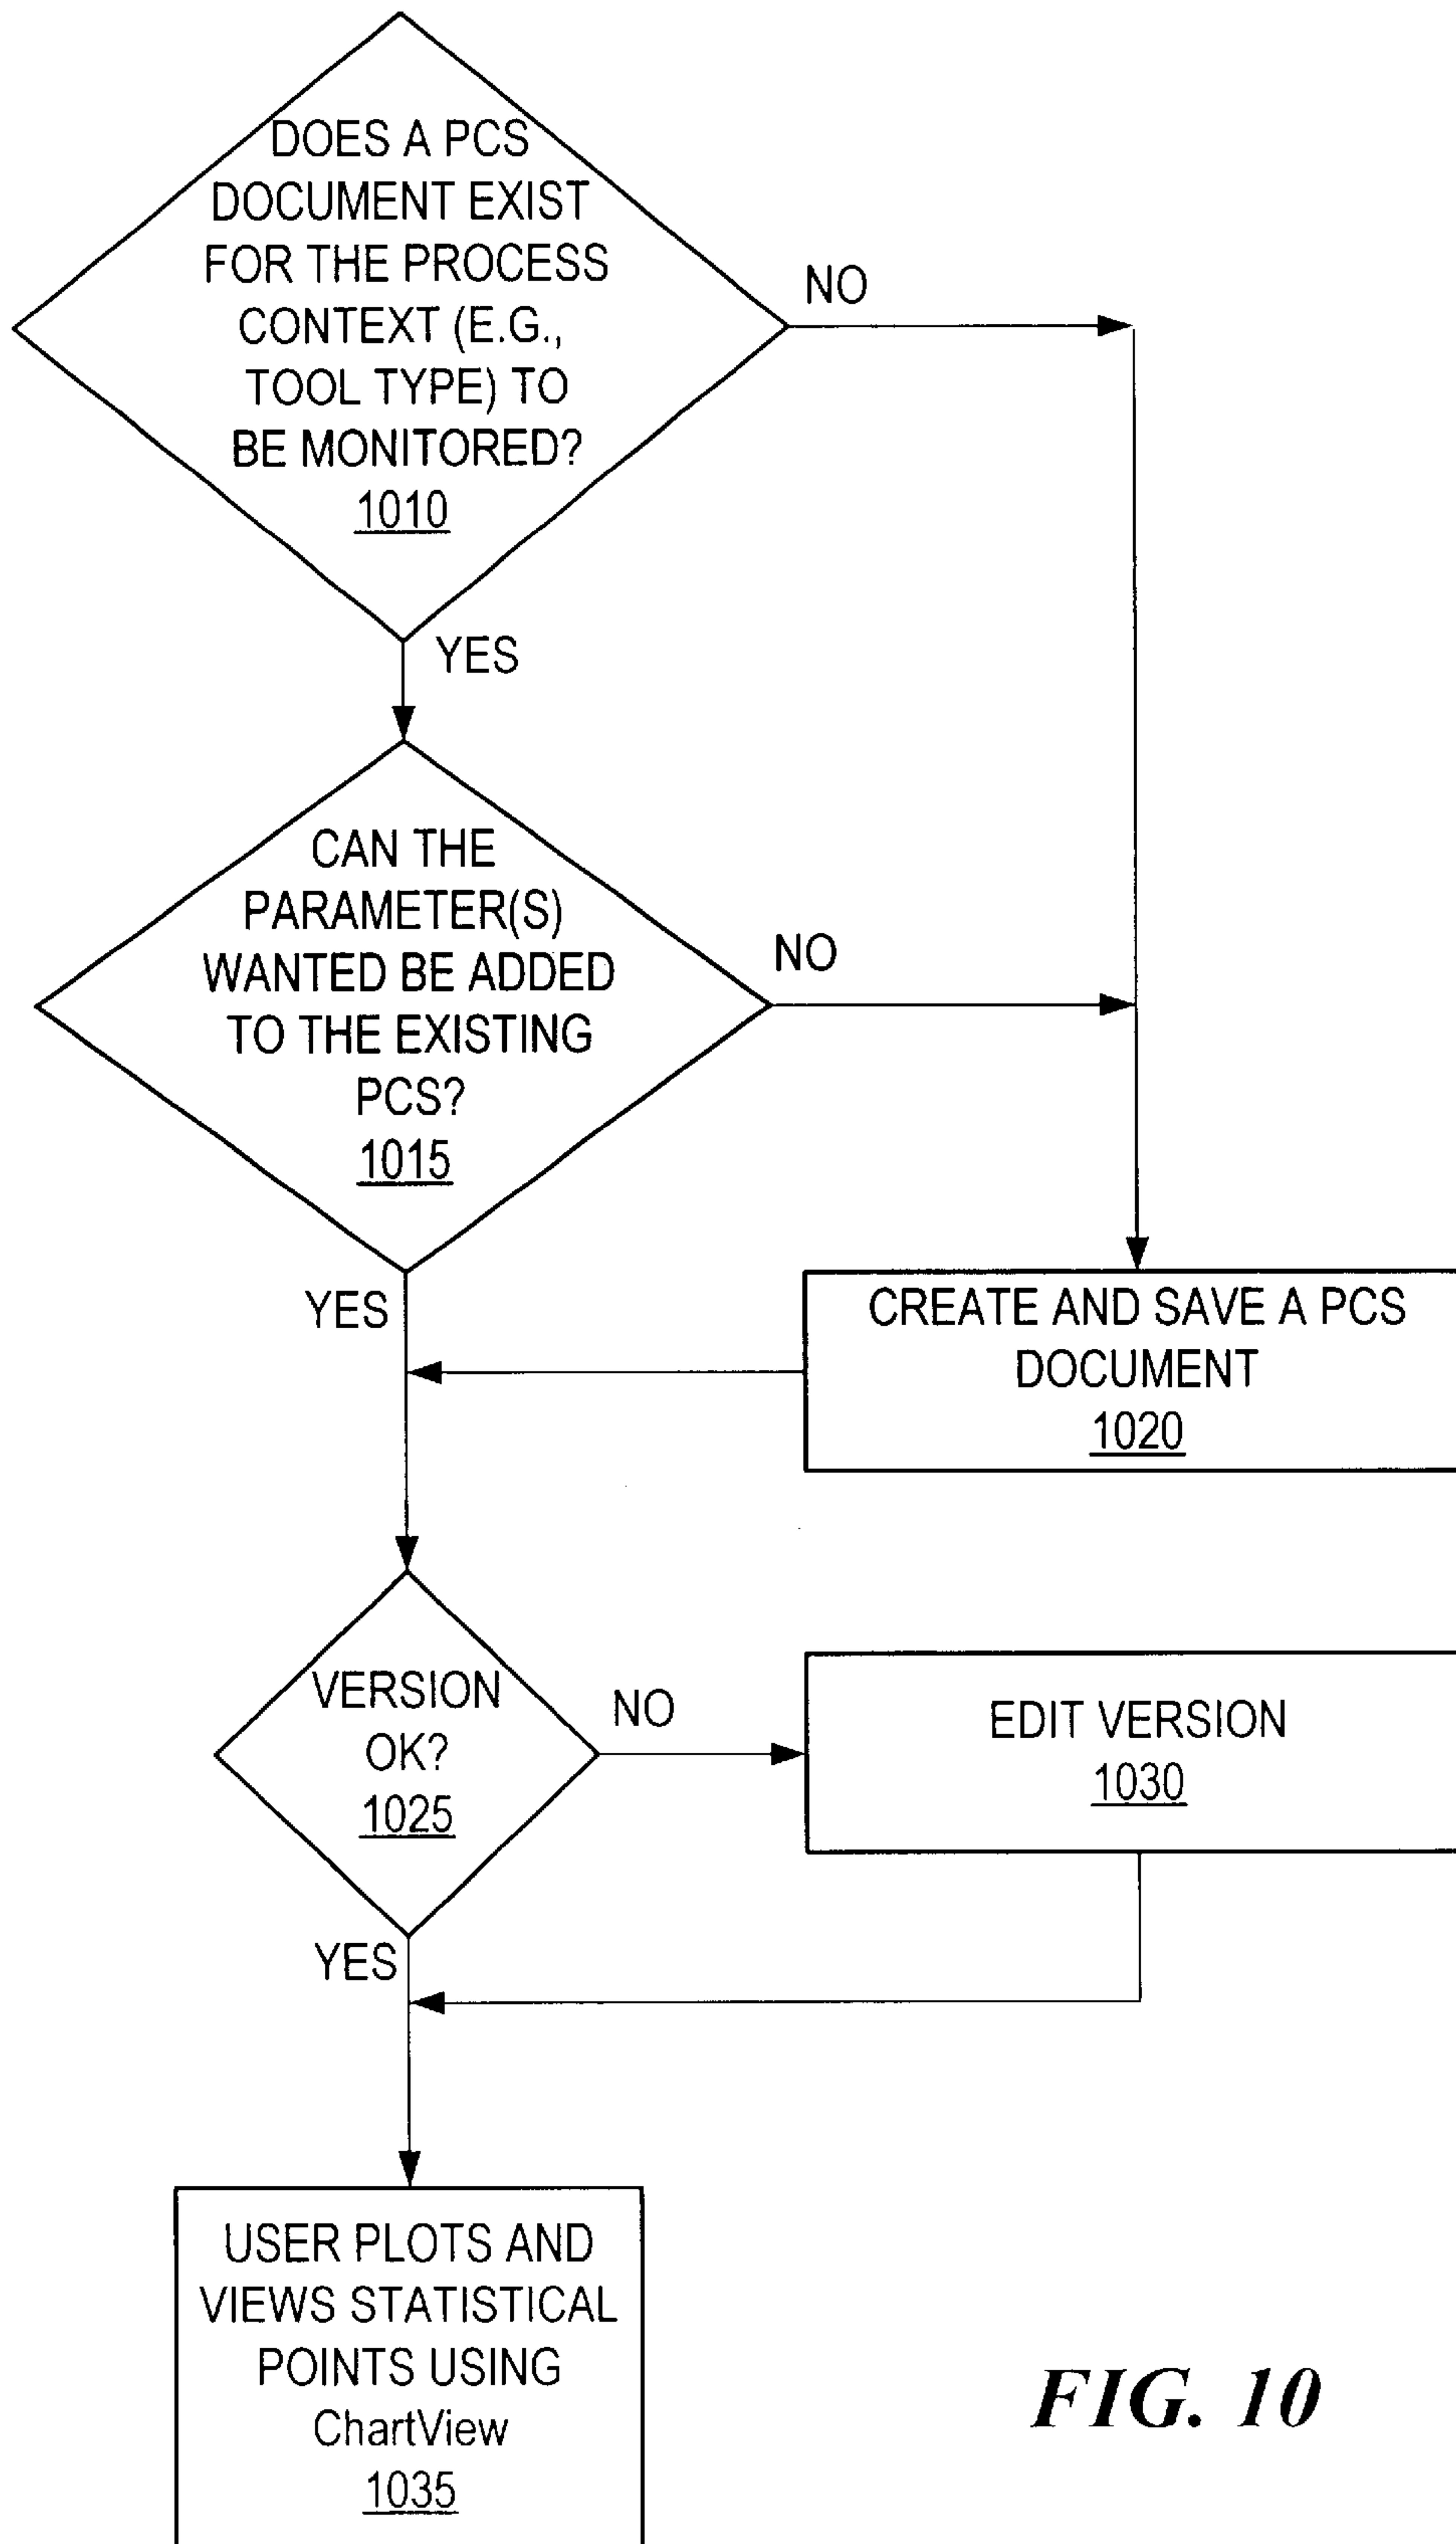 DOES A PCS
DOCUMENT EXIST
FOR THE PROCESS
CONTEXT (E.G.,
TOOL TYPE) TO
BE MONITORED?
1010
NO
YES
CAN THE
PARAMETER(S)
WANTED BE ADDED
TO THE EXISTING
PCS?
1015
NO
YES
CREATE AND SAVE A PCS
DOCUMENT
1020
VERSION
OK?
1025
NO
EDIT VERSION
1030
YES
USER PLOTS AND
VIEWS STATISTICAL
POINTS USING
ChartView
1035
FIG. 10